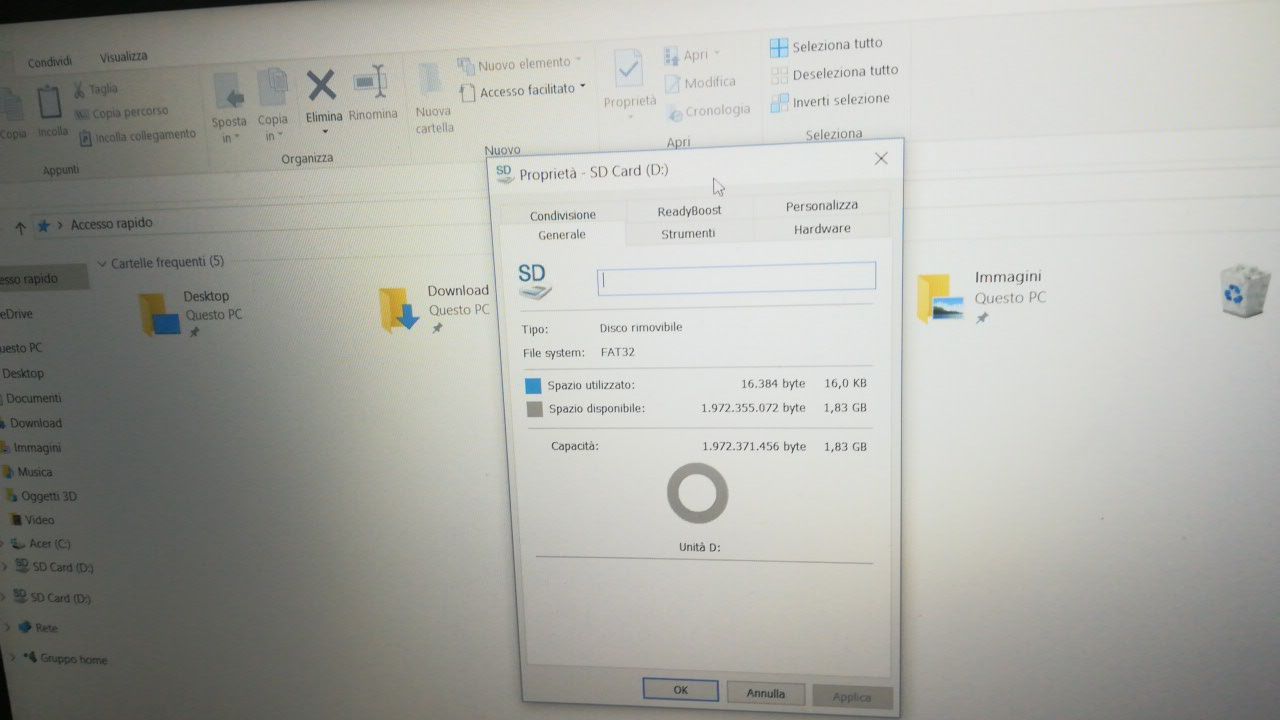 Condividi Visualizza
Copia
Incolla
Taglia
Copia percorso
Incolla collegamento
Appunti
Sposta in
Copia in
Elimina
Rinomina
Organizza
Nuova cartella
Nuovo elemento
Accesso facilitato
Nuovo
Proprietà
Apri
Modifica
Cronologia
Apri
Seleziona tutto
Deseleziona tutto
Inverti selezione
Seleziona
Accesso rapido
Cartelle frequenti (5)
Desktop
Questo PC
Download
Questo PC
Immagini
Questo PC
esso rapido
eDrive
uesto PC
Desktop
Documenti
Download
Immagini
Musica
Oggetti 3D
Video
Acer (C:)
SD Card (D:)
SD Card (D:)
Rete
Gruppo home
SD Proprietà - SD Card (D:)
Condivisione ReadyBoost Personalizza
Generale Strumenti Hardware
SD
Tipo: Disco rimovibile
File system: FAT32
Spazio utilizzato: 16.384 byte 16,0 KB
Spazio disponibile: 1.972.355.072 byte 1,83 GB
Capacità: 1.972.371.456 byte 1,83 GB
Unità D:
OK Annulla Applica